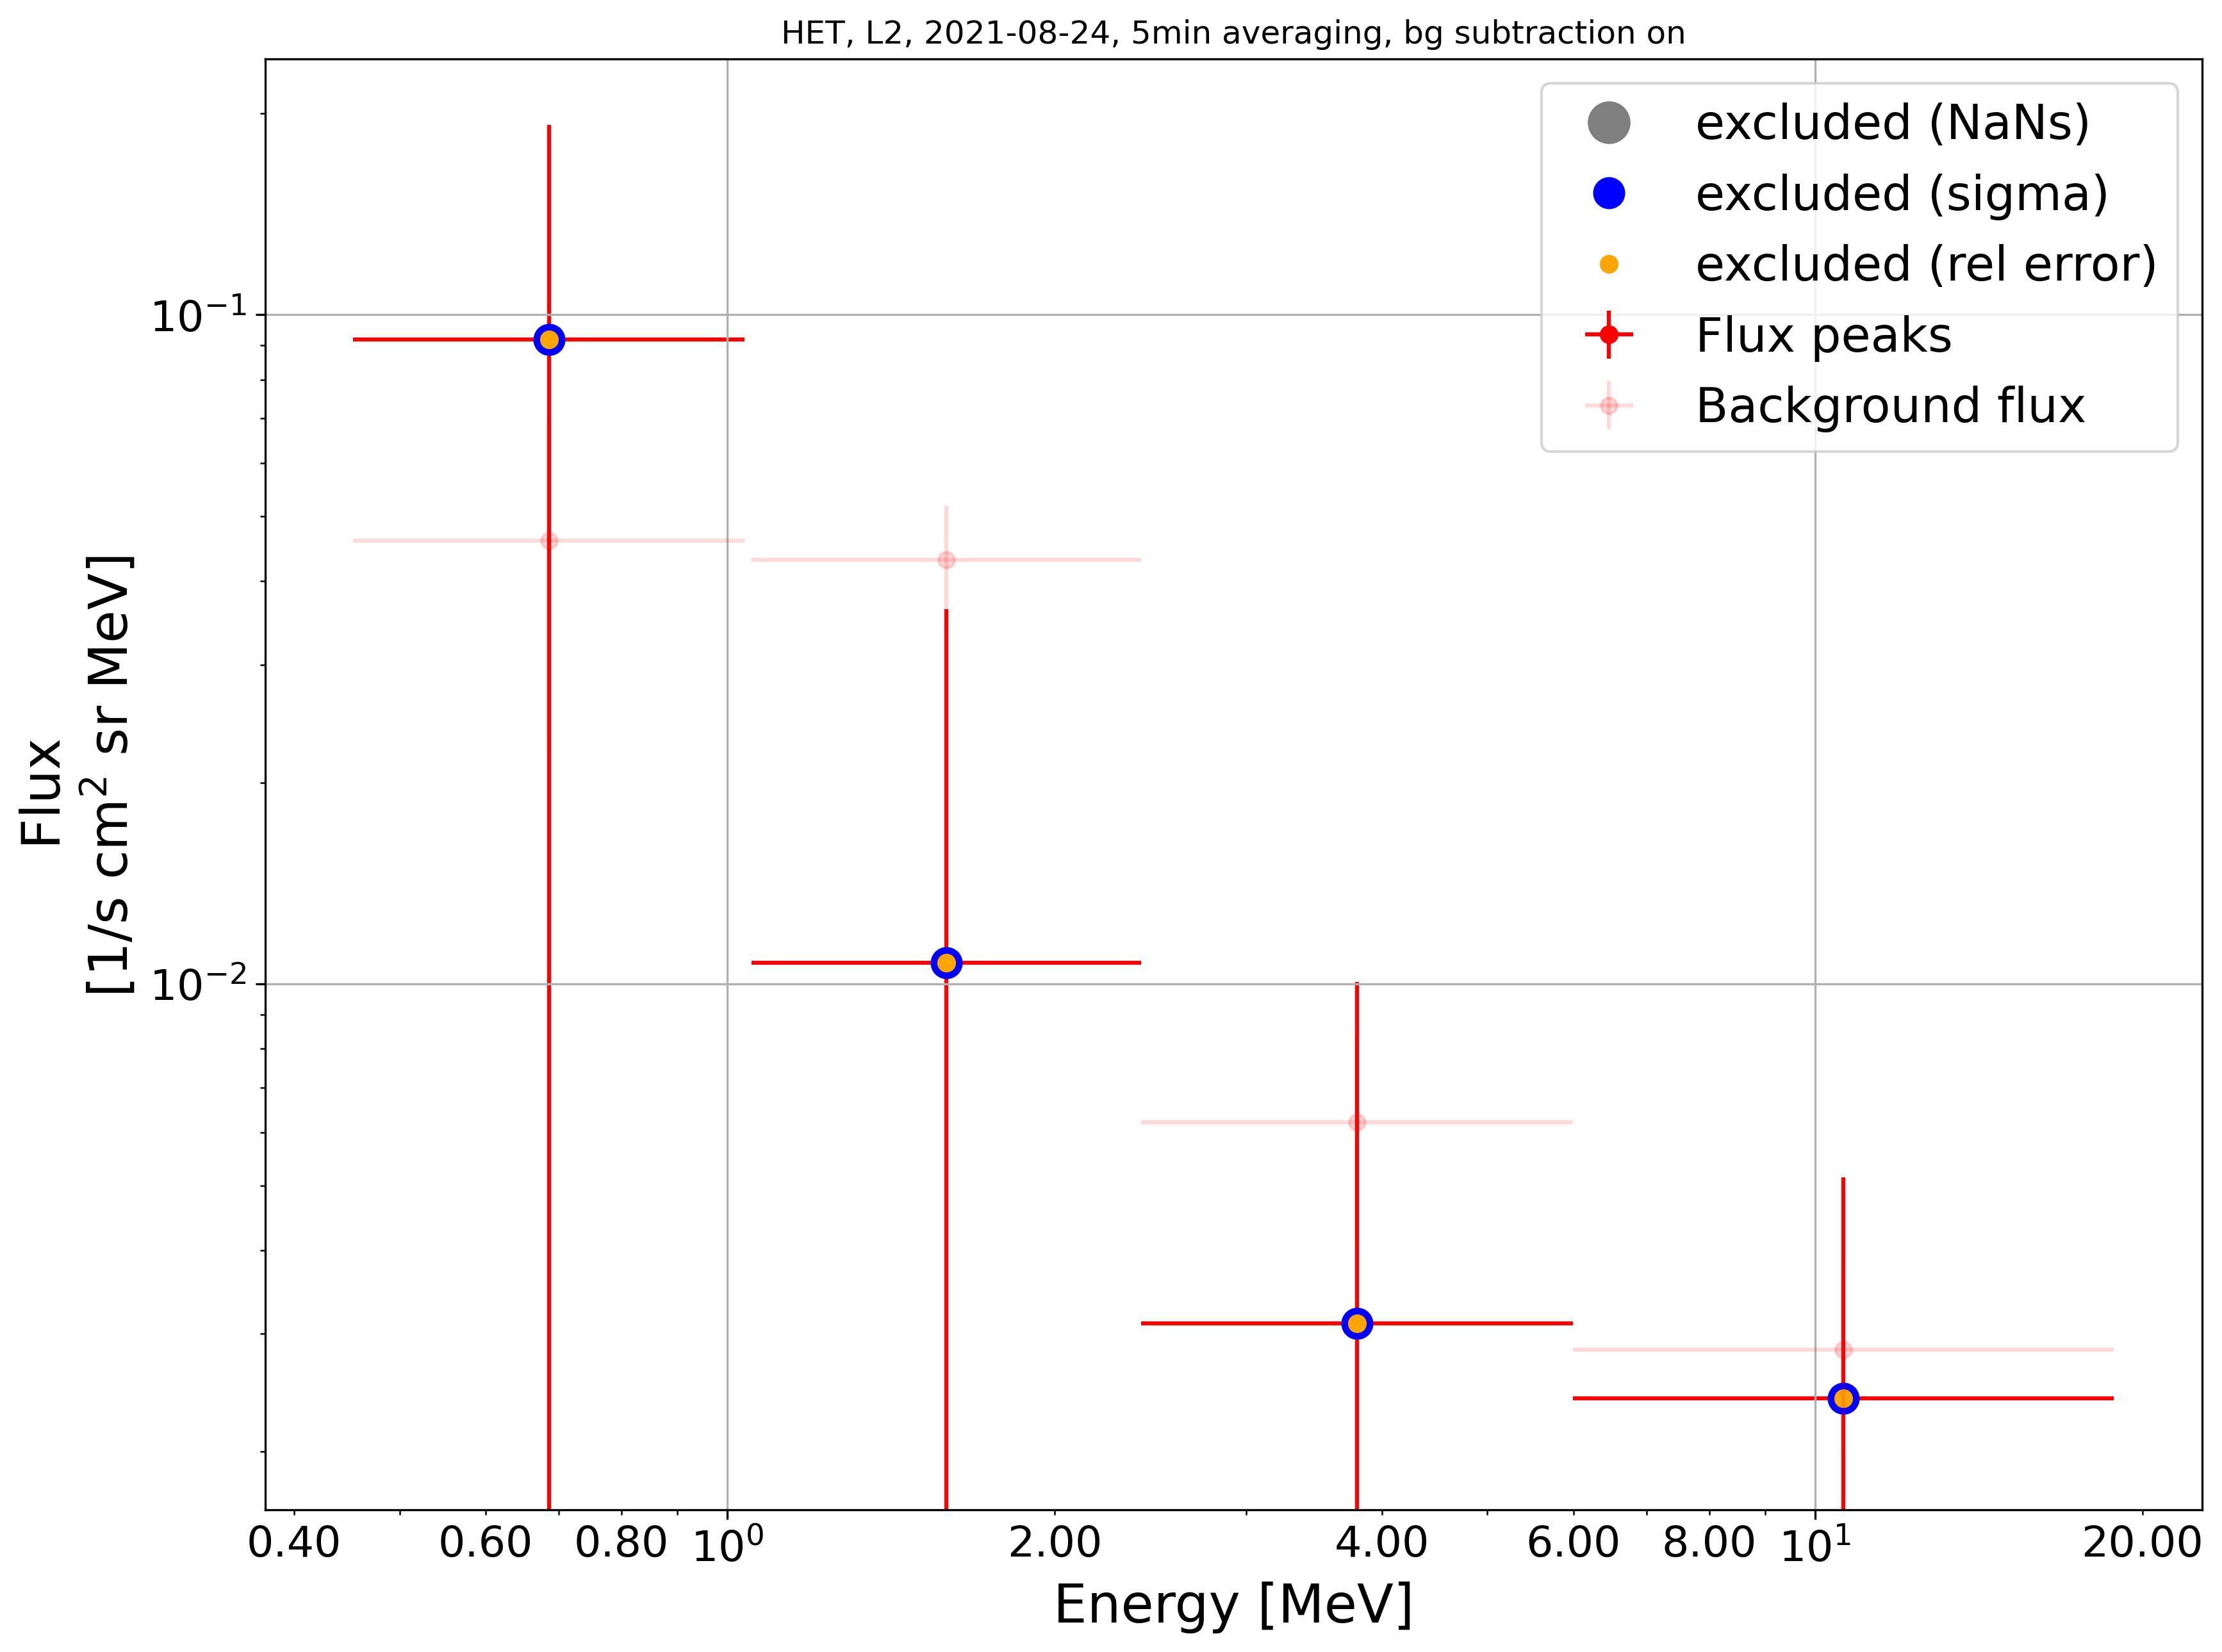 HET, L2, 2021-08-24, 5min averaging, bg subtraction on
excluded (NaNs)
excluded (sigma)
excluded (rel error)
Flux peaks
Background flux
10⁻¹
10⁻²
Flux
[1/s cm² sr MeV]
0.40 0.60 0.80 10⁰ 2.00 4.00 6.00 8.00 10¹ 20.00
Energy [MeV]